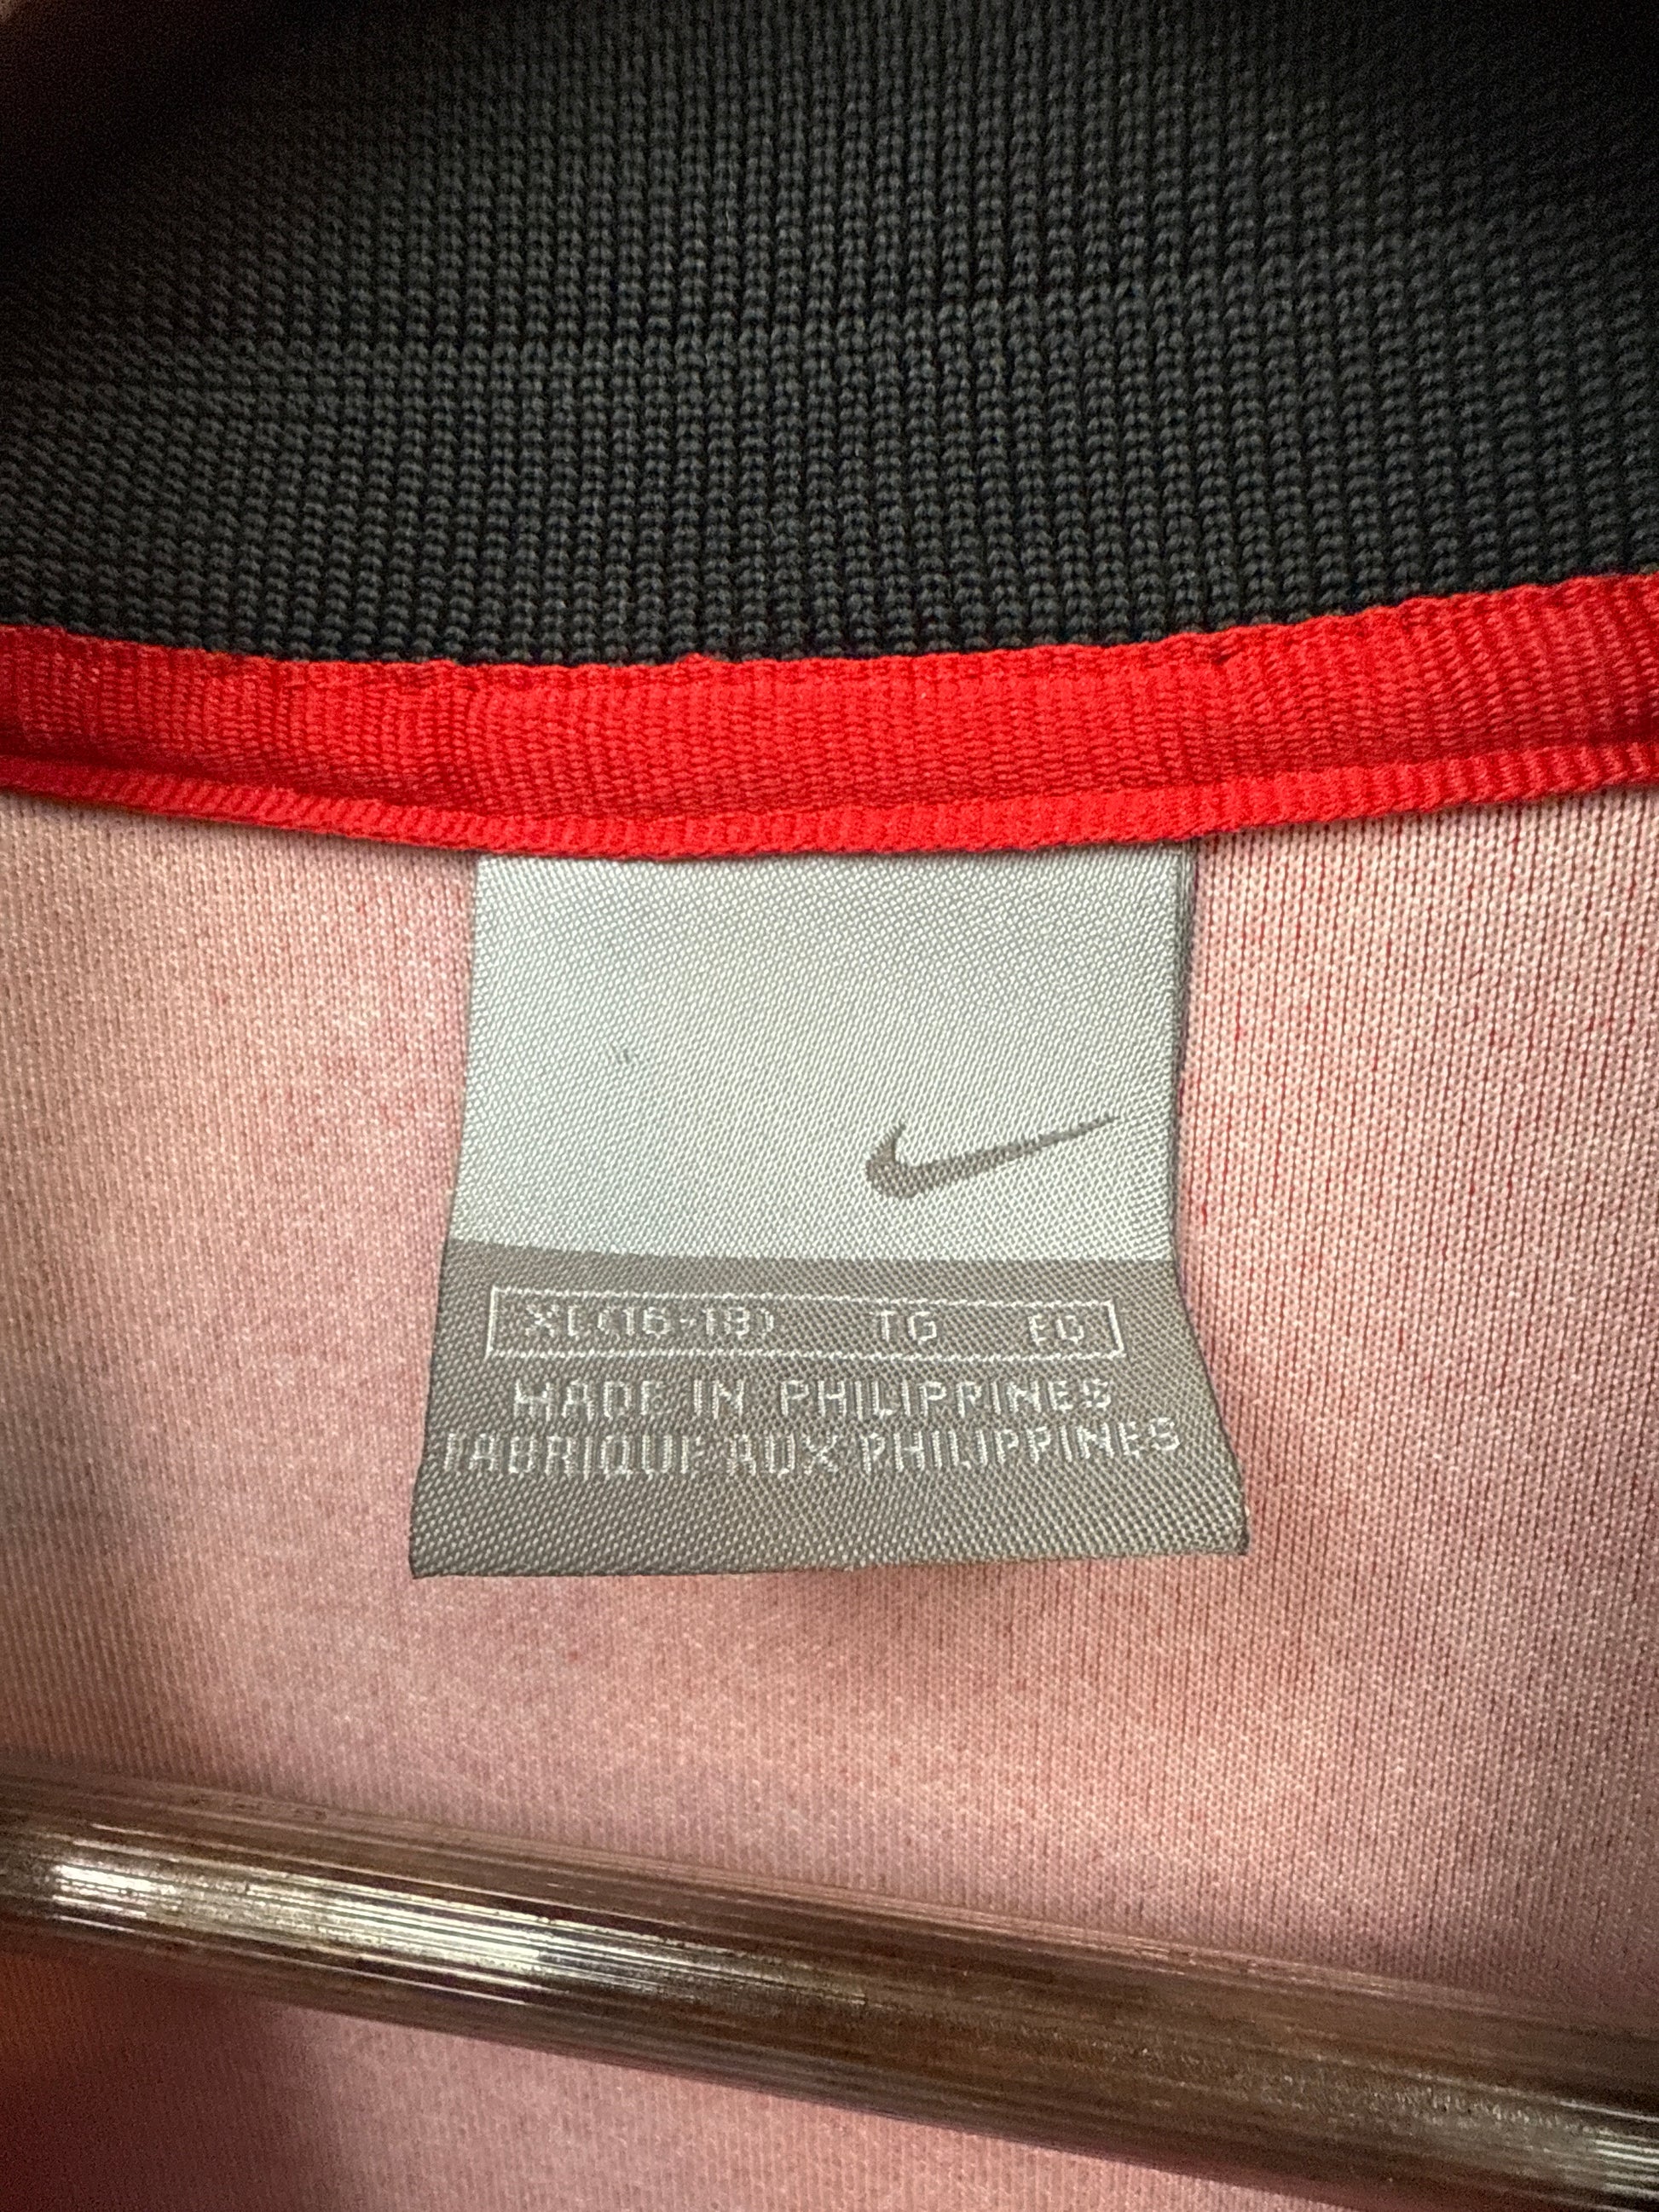 XL(16-18) TG EG
MADE IN PHILIPPINES
FABRIQUE AUX PHILIPPINES